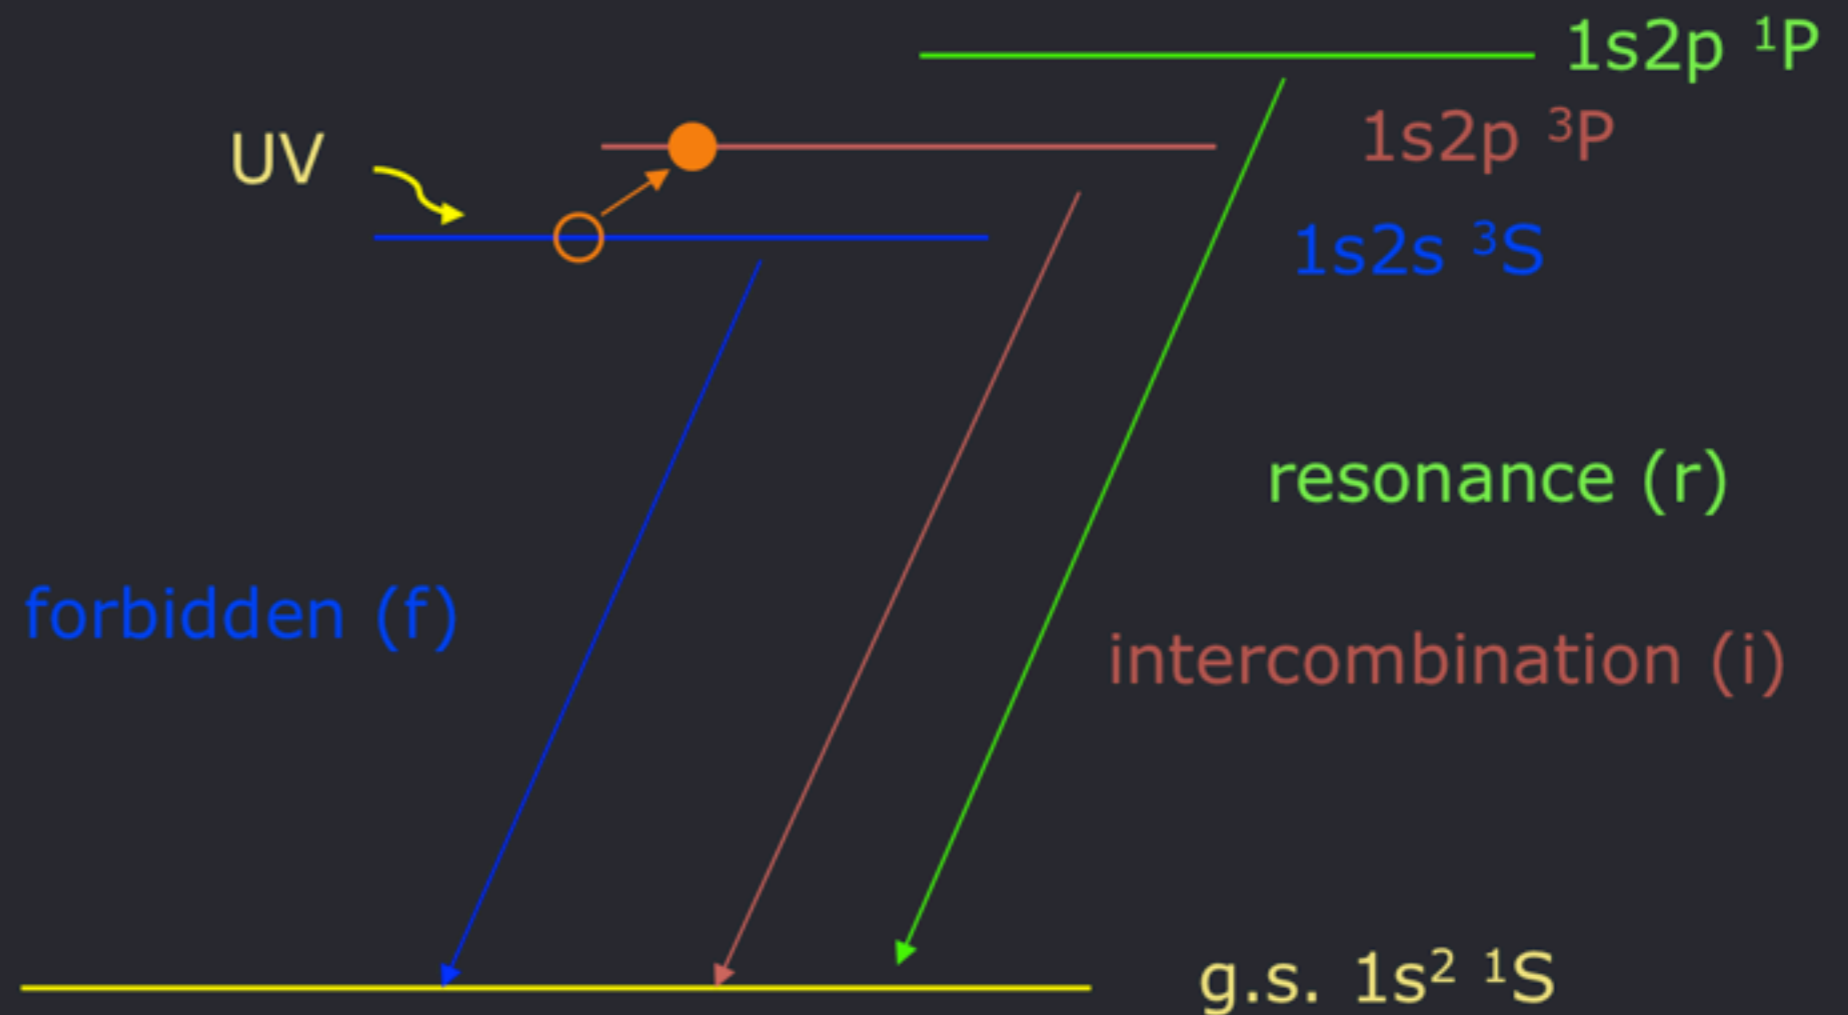 1s2p ¹P
1s2p ³P
UV
1s2s ³S
resonance (r)
forbidden (f)
intercombination (i)
g.s. 1s² ¹S